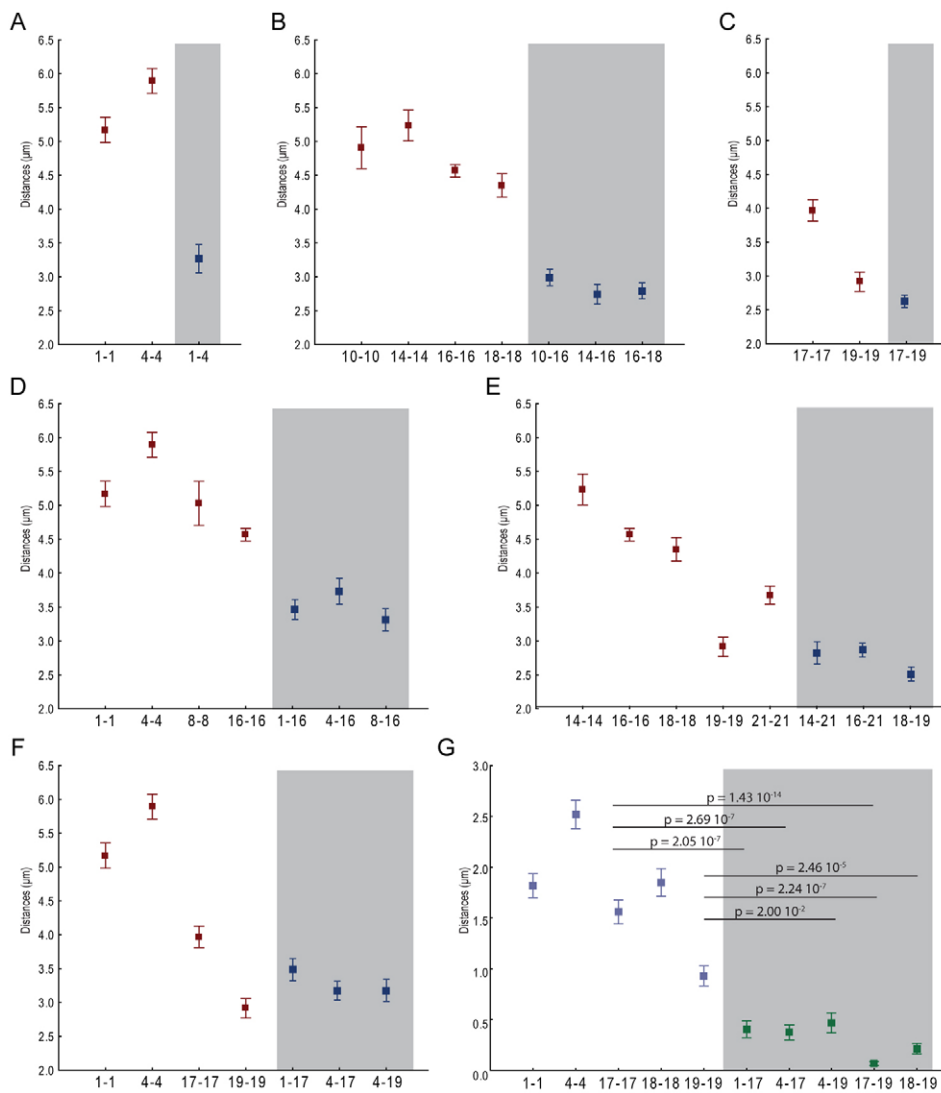 A
6.5
6.0
5.5
5.0
4.5
4.0
3.5
3.0
2.5
2.0
Distances (µm)
1-1 4-4 1-4
B
6.5
6.0
5.5
5.0
4.5
4.0
3.5
3.0
2.5
2.0
Distances (µm)
10-10 14-14 16-16 18-18 10-16 14-16 16-18
C
6.5
6.0
5.5
5.0
4.5
4.0
3.5
3.0
2.5
2.0
Distances (µm)
17-17 19-19 17-19
D
6.5
6.0
5.5
5.0
4.5
4.0
3.5
3.0
2.5
2.0
Distances (µm)
1-1 4-4 8-8 16-16 1-16 4-16 8-16
E
6.5
6.0
5.5
5.0
4.5
4.0
3.5
3.0
2.5
2.0
Distances (µm)
14-14 16-16 18-18 19-19 21-21 14-21 16-21 18-19
F
6.5
6.0
5.5
5.0
4.5
4.0
3.5
3.0
2.5
2.0
Distances (µm)
1-1 4-4 17-17 19-19 1-17 4-17 4-19
G
3.0
2.5
2.0
1.5
1.0
0.5
0.0
Distances (µm)
p = 1.43 10⁻¹⁴
p = 2.69 10⁻⁷
p = 2.05 10⁻⁷
p = 2.46 10⁻⁵
p = 2.24 10⁻⁷
p = 2.00 10⁻²
1-1 4-4 17-17 18-18 19-19 1-17 4-17 4-19 17-19 18-19